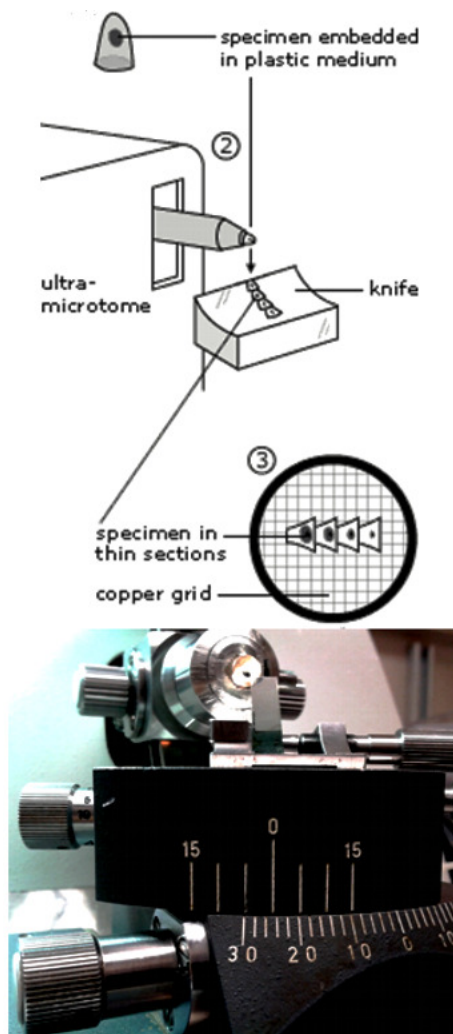 specimen embedded
in plastic medium
②
ultra-
microtome
knife
③
specimen in
thin sections
copper grid
0
15 15
30 20 10 0 10